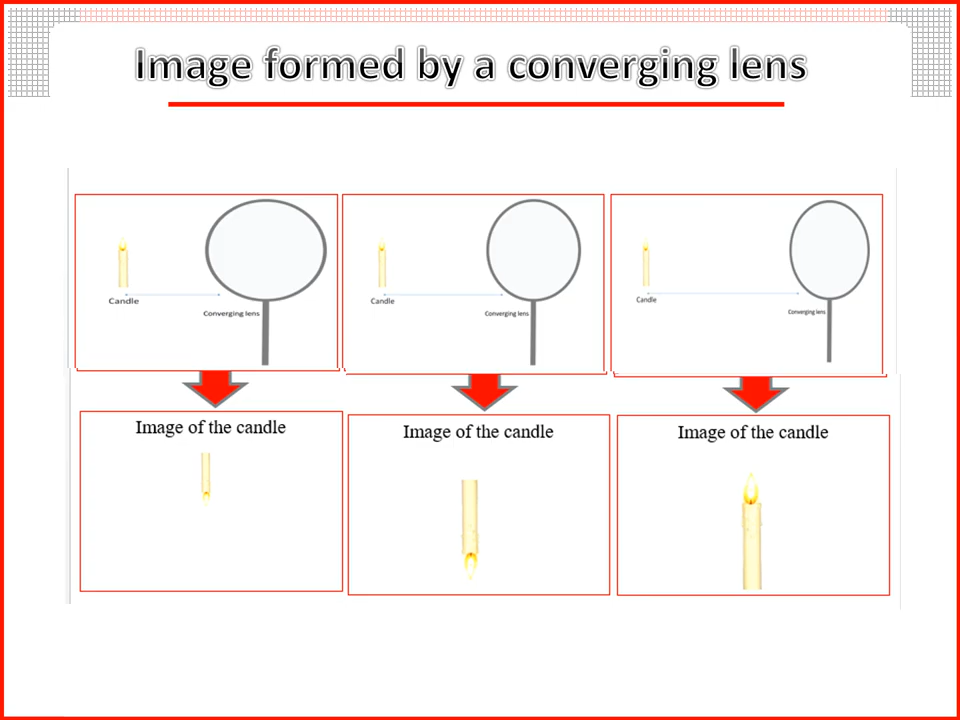 Image formed by a converging lens
Candle
Converging lens
Candle
Converging lens
Candle
Converging lens
Image of the candle
Image of the candle
Image of the candle